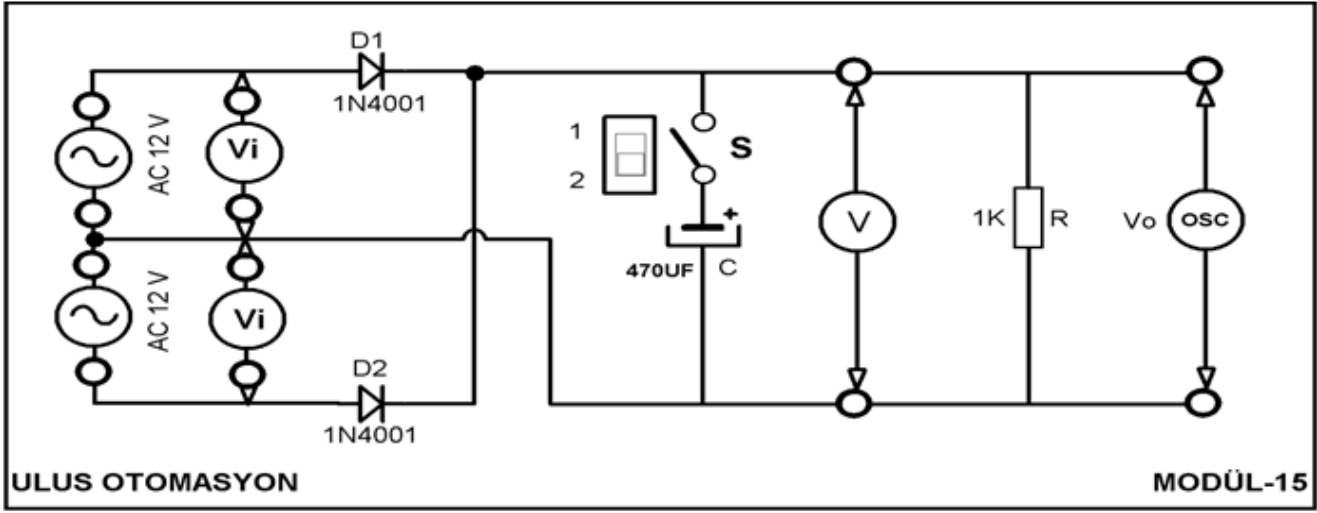 D1
1N4001
AC 12 V
Vi
1
2
S
+
470UF C
V
1K R
Vo OSC
AC 12 V
Vi
D2
1N4001
ULUS OTOMASYON
MODÜL-15